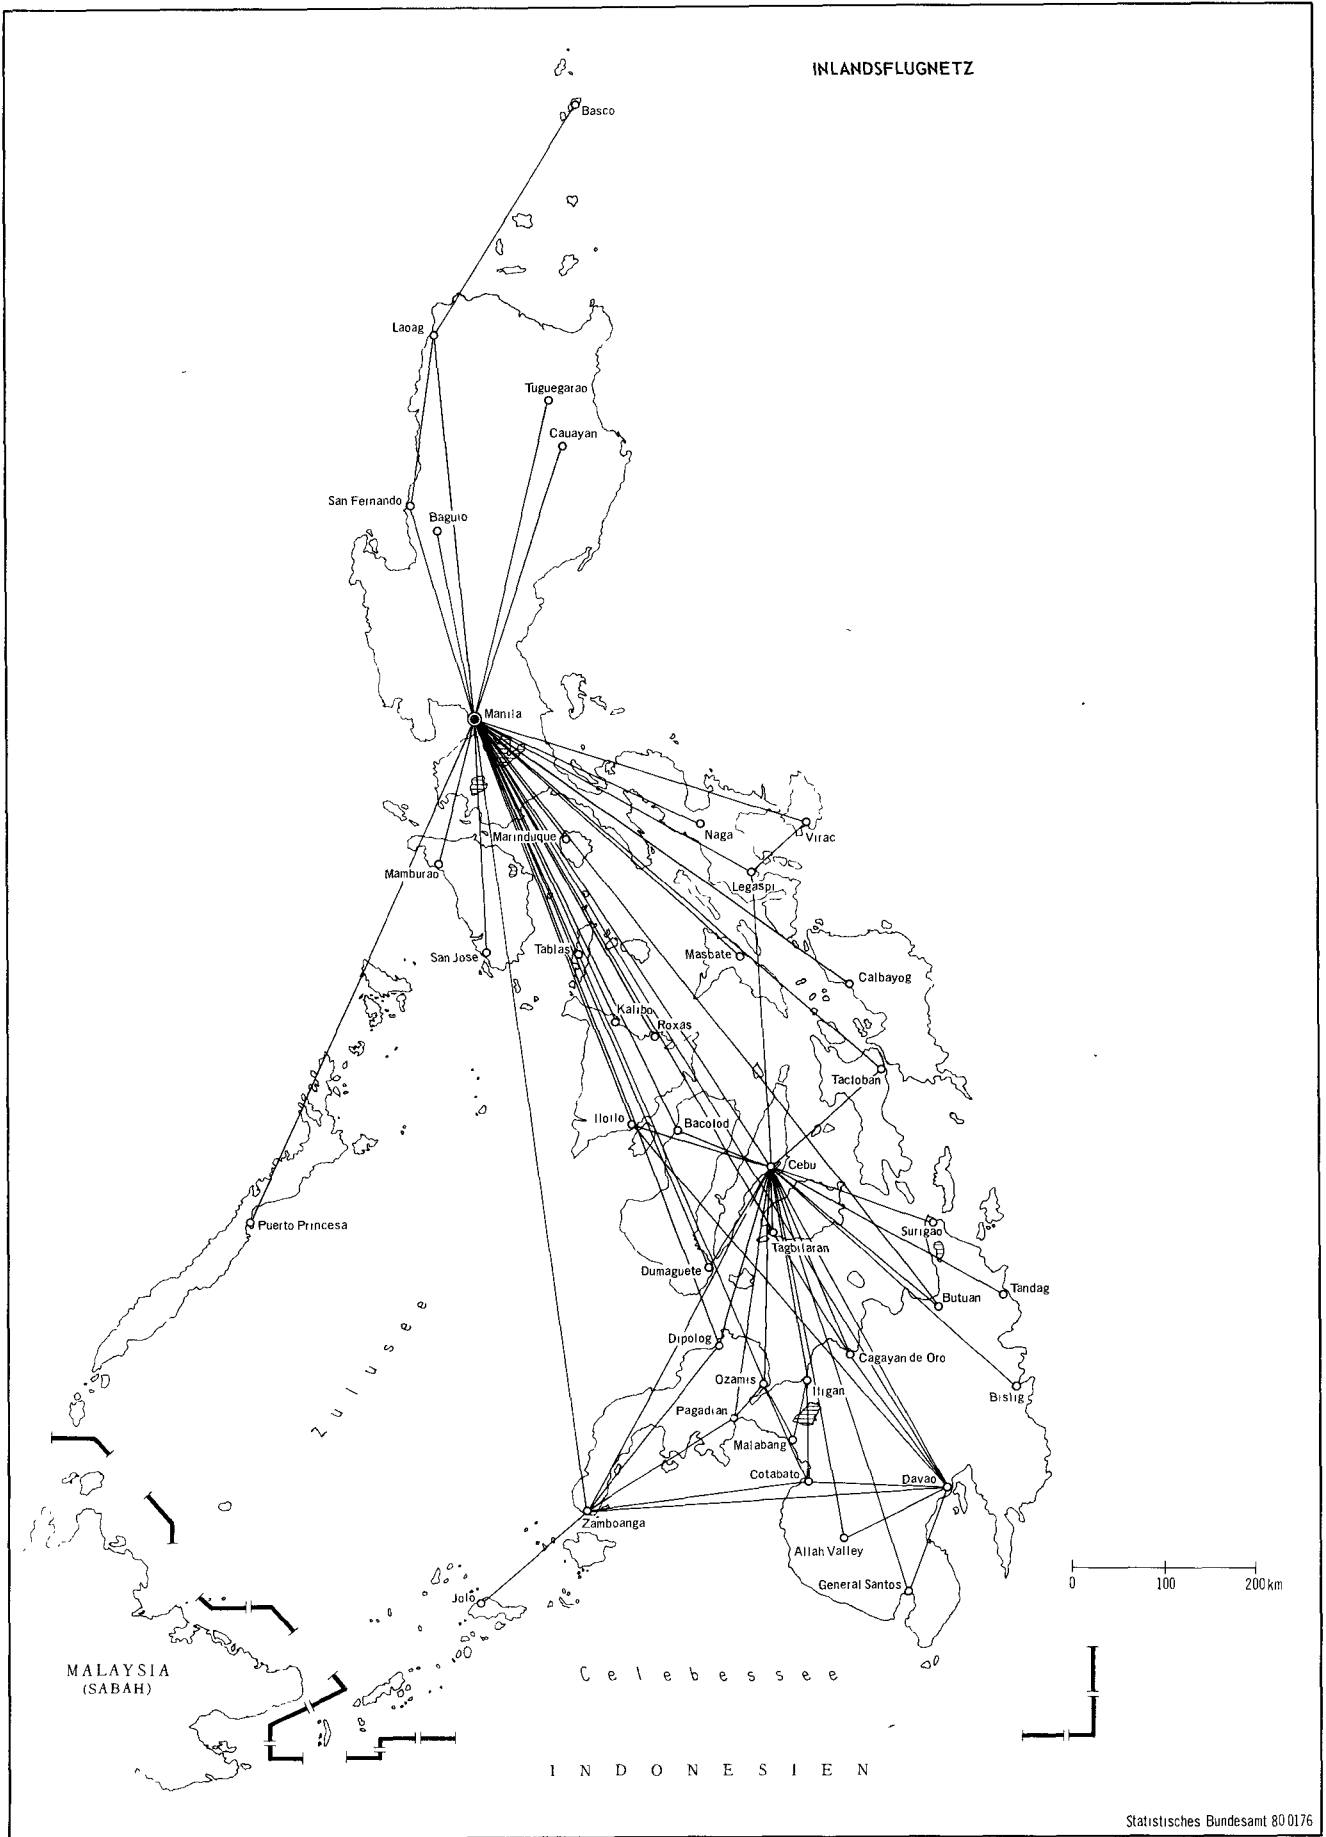 INLANDSFLUGNETZ
Basco
Laoag
Tuguegarao
Cauayan
San Fernando
Baguio
Manila
Marinduque
Naga
Virac
Mamburao
Legaspi
San Jose
Tablas
Masbate
Calbayog
Kalibo
Roxas
Tacloban
Iloilo
Bacolod
Cebu
Puerto Princesa
Surigao
Tagbilaran
Dumaguete
Tandag
Butuan
Zulusee
Dipolog
Cagayan de Oro
Ozamis
Iligan
Bislig
Pagadian
Malabang
Cotabato
Davao
Zamboanga
Allah Valley
General Santos
0 100 200 km
Jolo
MALAYSIA
(SABAH)
Celebessee
INDONESIEN
Statistisches Bundesamt 80 0176